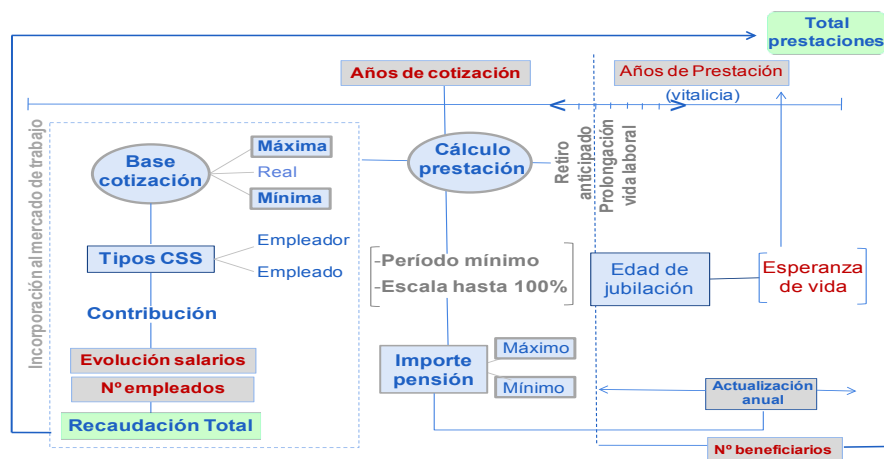 Total
prestaciones
Años de cotización
Años de Prestación
(vitalicia)
Incorporación al mercado de trabajo
Base
cotización
Máxima
Real
Mínima
Tipos CSS
Empleador
Empleado
Contribución
Evolución salarios
Nº empleados
Recaudación Total
Cálculo
prestación
-Período mínimo
-Escala hasta 100%
Importe
pensión
Máximo
Mínimo
Retiro
anticipado
Prolongación
vida laboral
Edad de
jubilación
Esperanza
de vida
Actualización
anual
Nº beneficiarios